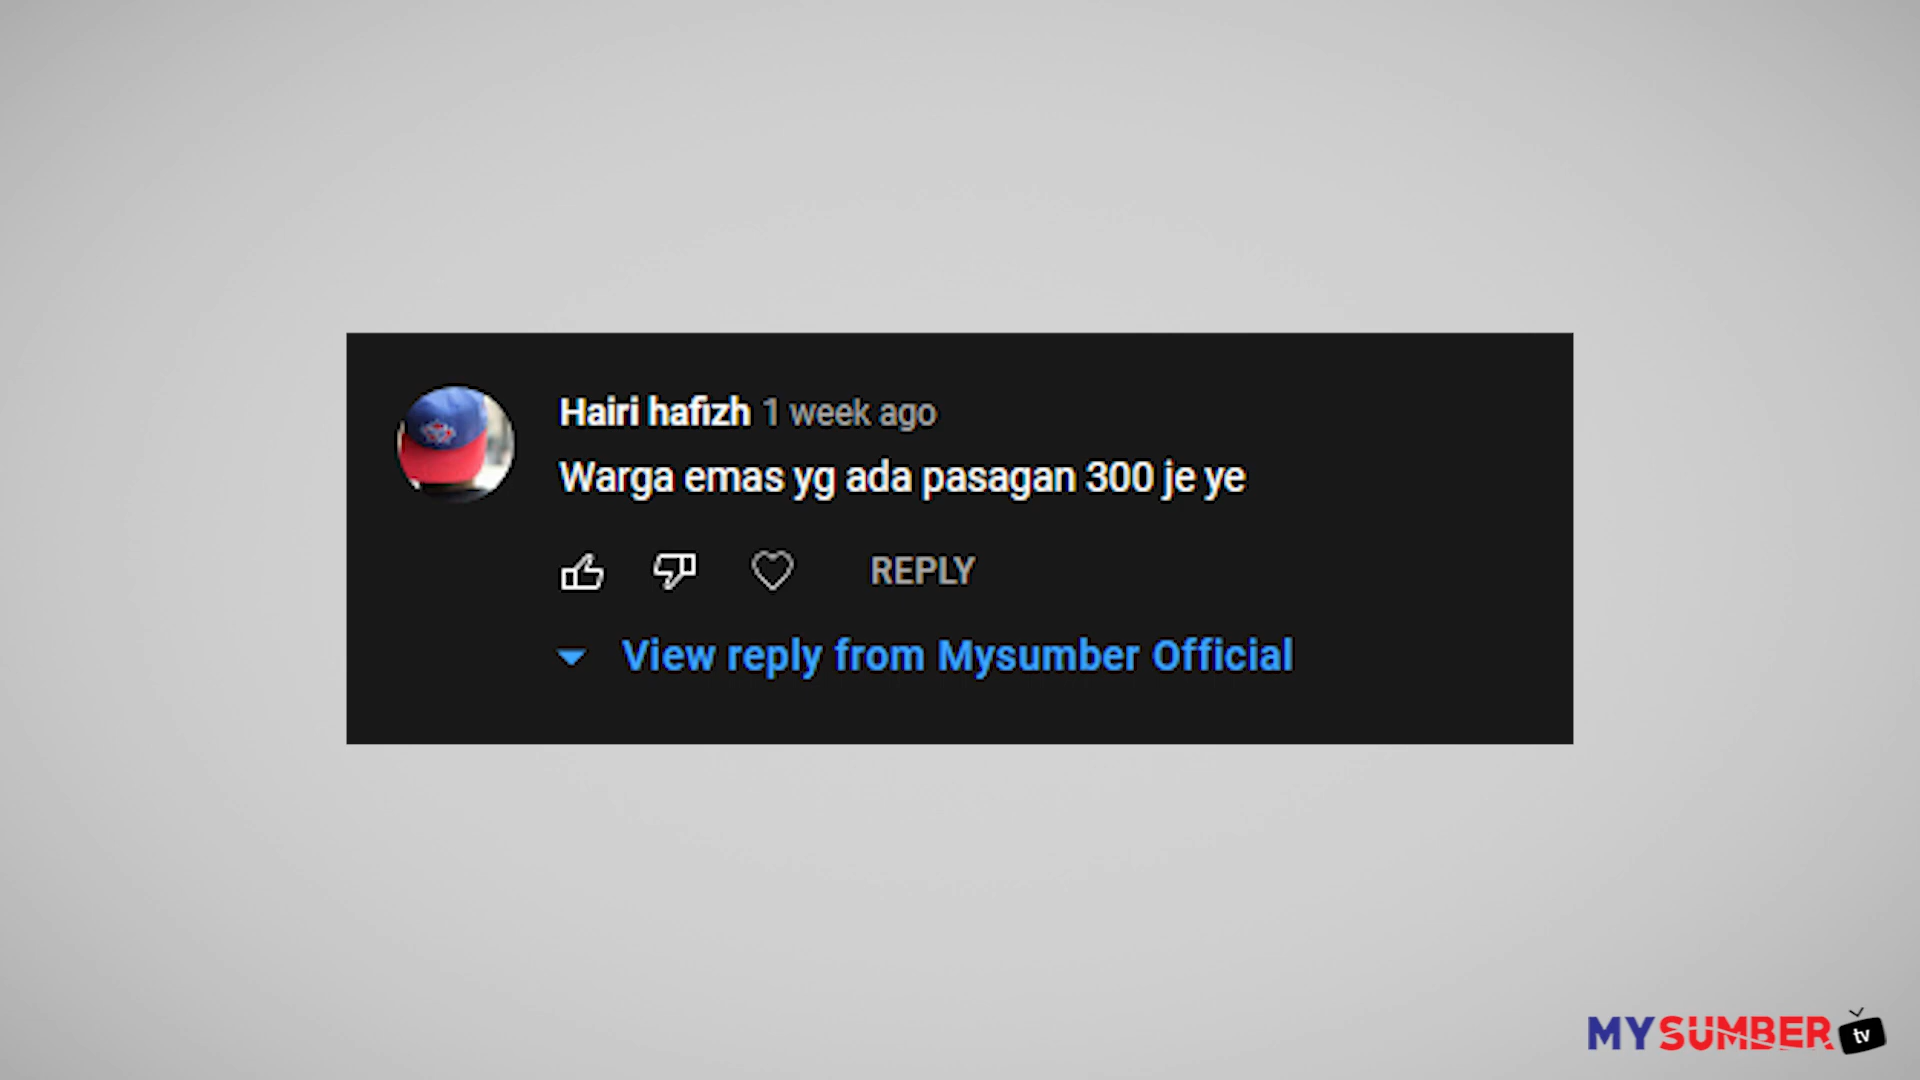 Hairi hafizh 1 week ago
Warga emas yg ada pasagan 300 je ye
REPLY
View reply from Mysumber Official
MYSUMBER tv